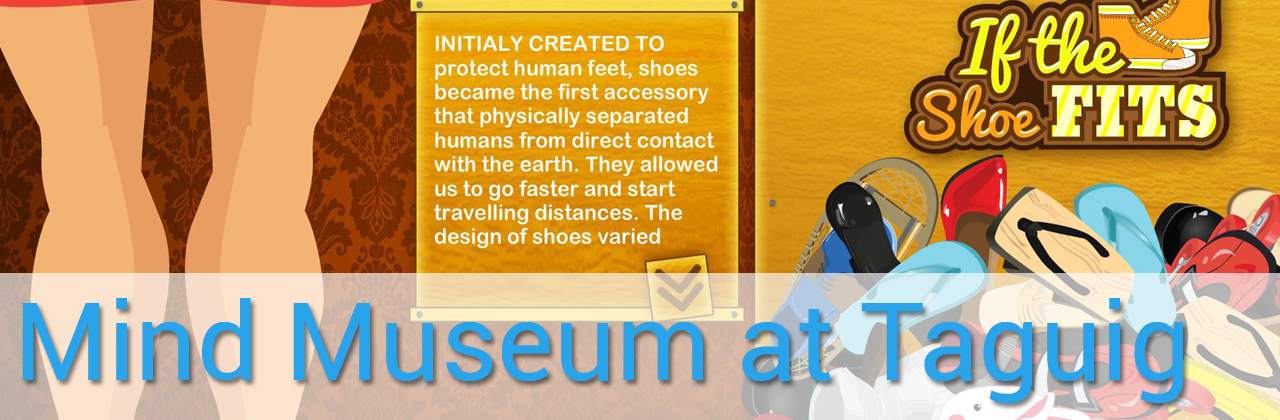 INITIALY CREATED TO
protect human feet, shoes
became the first accessory
that physically separated
humans from direct contact
with the earth. They allowed
us to go faster and start
travelling distances. The
design of shoes varied
If the
Shoe FITS
Mind Museum at Taguig